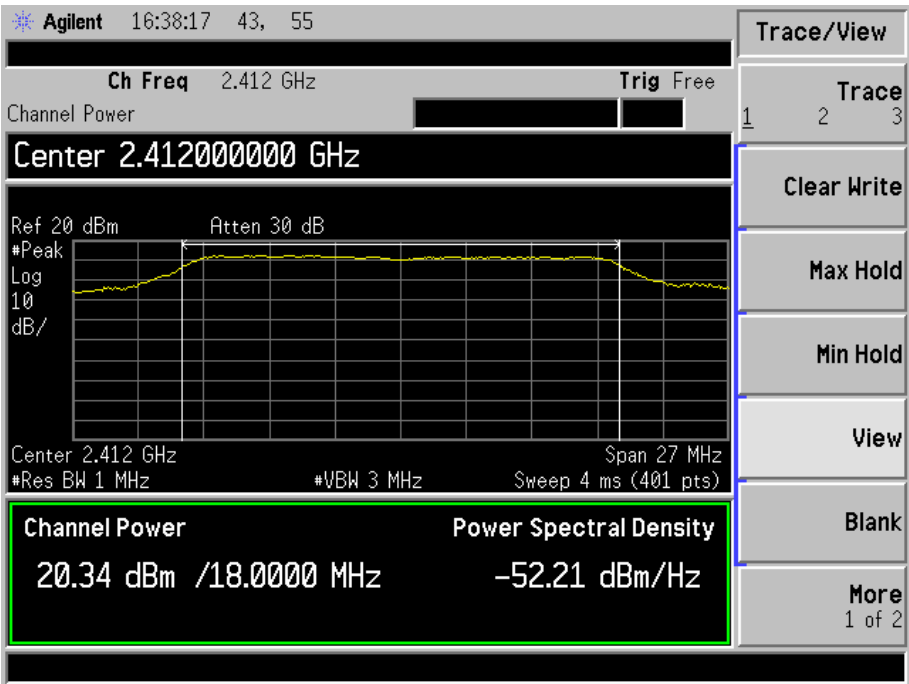 Agilent 16:38:17 43, 55
Trace/View
Ch Freq 2.412 GHz Trig Free
Channel Power
Trace
1 2 3
Center 2.412000000 GHz
Clear Write
Ref 20 dBm Atten 30 dB
#Peak
Log
10
dB/
Max Hold
Min Hold
View
Center 2.412 GHz Span 27 MHz
#Res BW 1 MHz #VBW 3 MHz Sweep 4 ms (401 pts)
Channel Power Power Spectral Density
Blank
20.34 dBm /18.0000 MHz -52.21 dBm/Hz
More
1 of 2